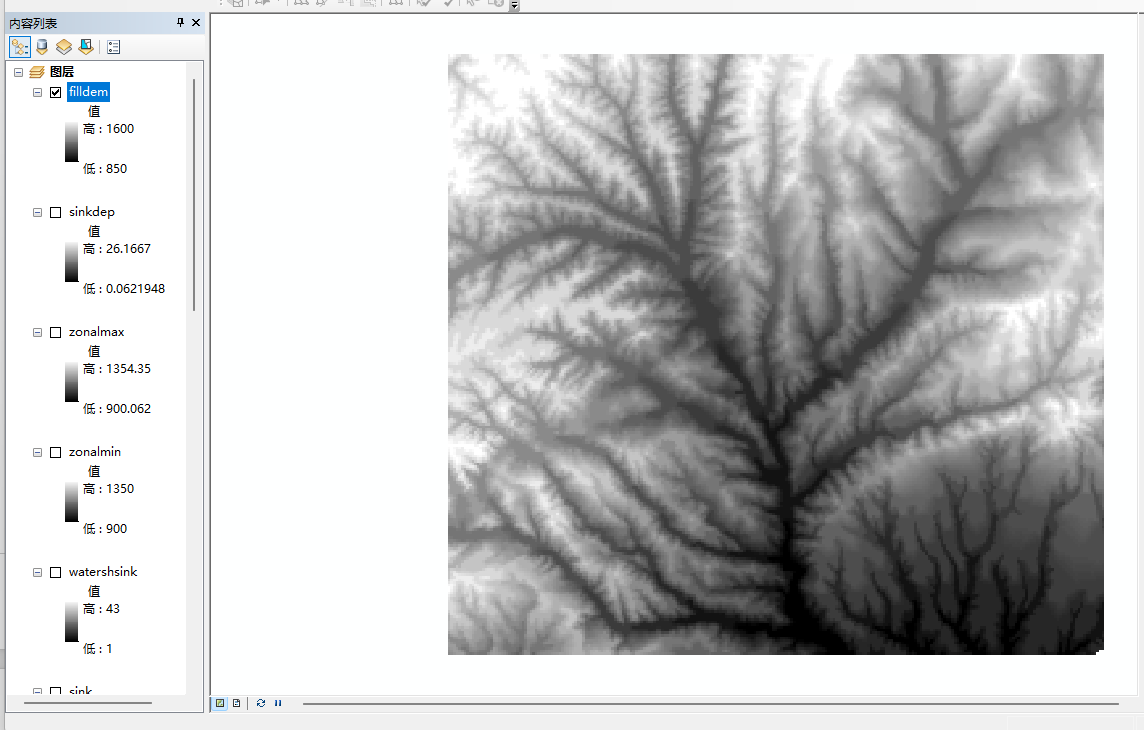 内容列表
图层
filldem
值
高 : 1600
低 : 850
sinkdep
值
高 : 26.1667
低 : 0.0621948
zonalmax
值
高 : 1354.35
低 : 900.062
zonalmin
值
高 : 1350
低 : 900
watershsink
值
高 : 43
低 : 1
sink